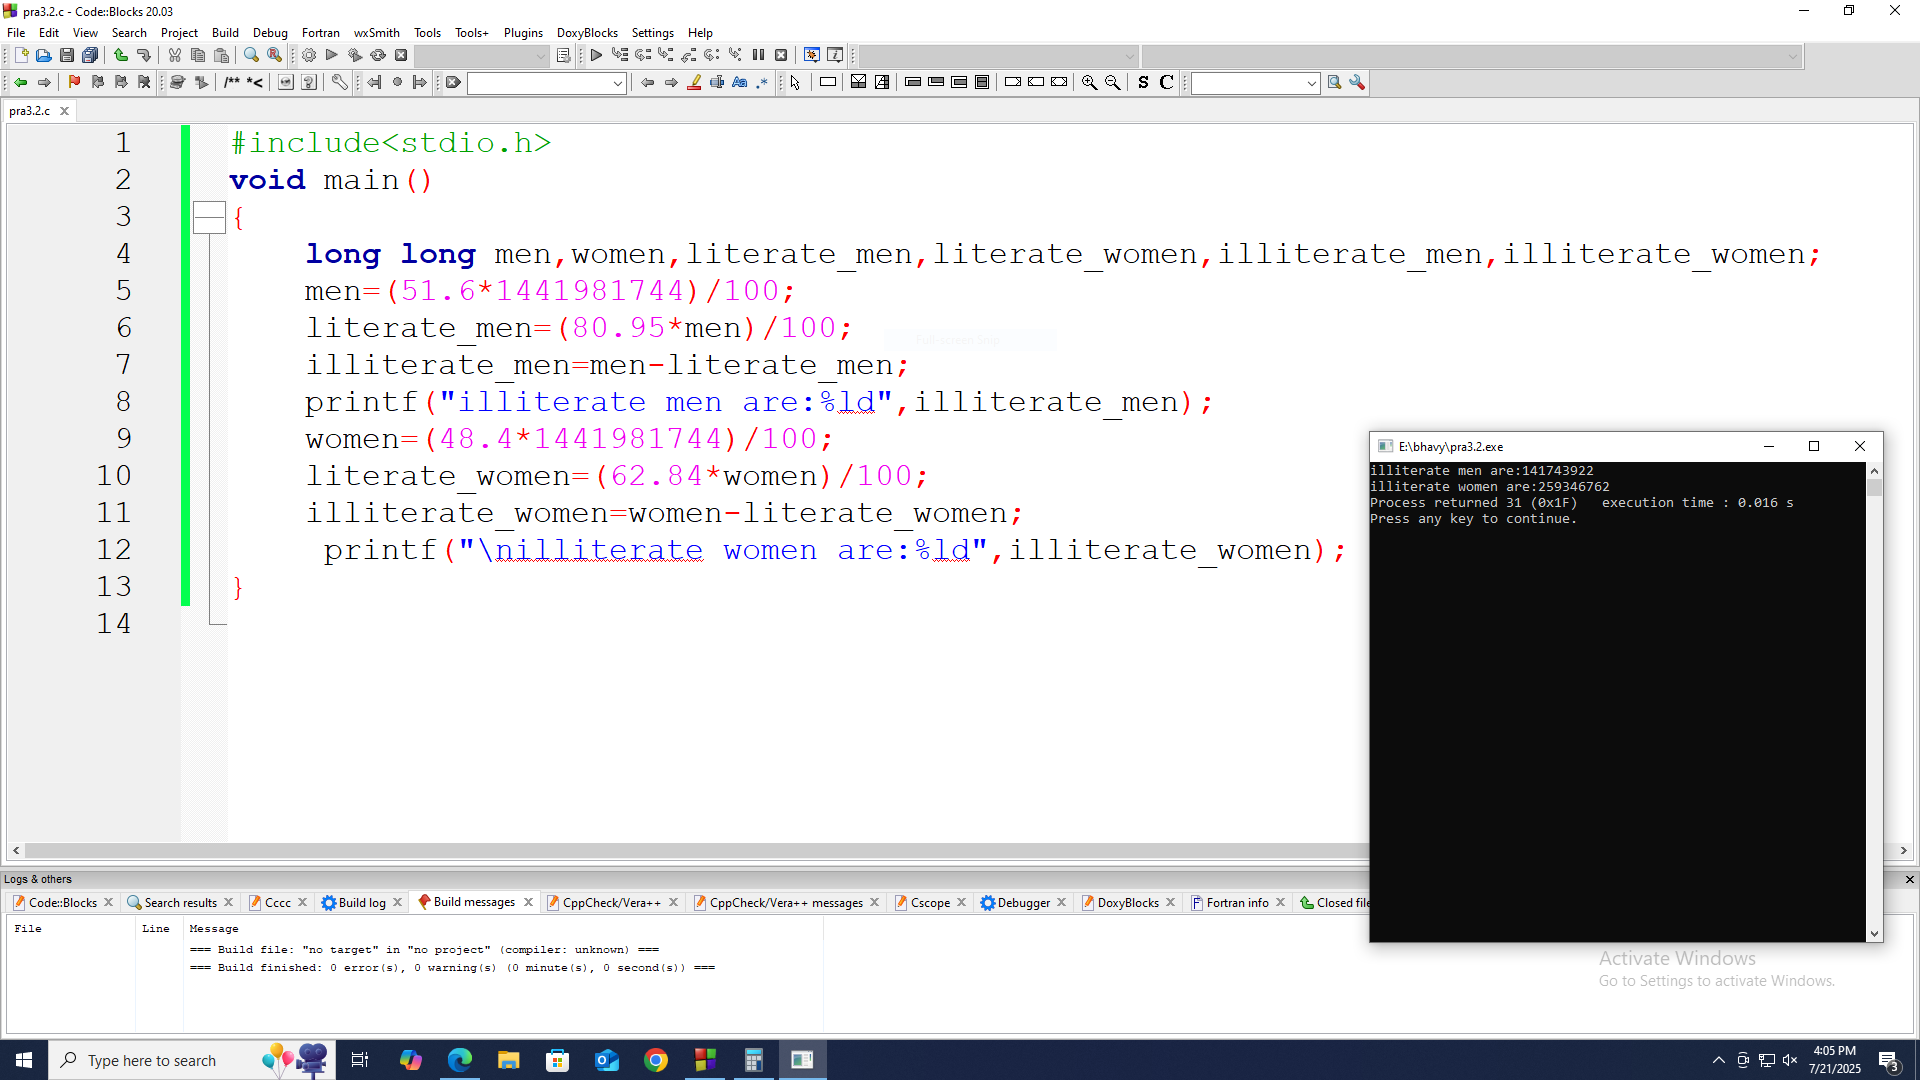 pra3.2.c - Code::Blocks 20.03
File Edit View Search Project Build Debug Fortran wxSmith Tools Tools+ Plugins DoxyBlocks Settings Help
/** *< 
Aa .* S C
pra3.2.c
1 #include<stdio.h>
2 void main()
3 {
4 long long men,women,literate_men,literate_women,illiterate_men,illiterate_women;
5 men=(51.6*1441981744)/100;
6 literate_men=(80.95*men)/100;
7 illiterate_men=men-literate_men;
8 printf("illiterate men are:%ld",illiterate_men);
9 women=(48.4*1441981744)/100;
10 literate_women=(62.84*women)/100;
11 illiterate_women=women-literate_women;
12 printf("\nilliterate women are:%ld",illiterate_women);
13 }
14
Full-screen Snip
E:\bhavy\pra3.2.exe
illiterate men are:141743922
illiterate women are:259346762
Process returned 31 (0x1F)   execution time : 0.016 s
Press any key to continue.
Logs & others
Code::Blocks Search results Cccc Build log Build messages CppCheck/Vera++ CppCheck/Vera++ messages Cscope Debugger DoxyBlocks Fortran info Closed file
File Line Message
=== Build file: "no target" in "no project" (compiler: unknown) ===
=== Build finished: 0 error(s), 0 warning(s) (0 minute(s), 0 second(s)) ===
Activate Windows
Go to Settings to activate Windows.
Type here to search
4:05 PM
7/21/2025
3